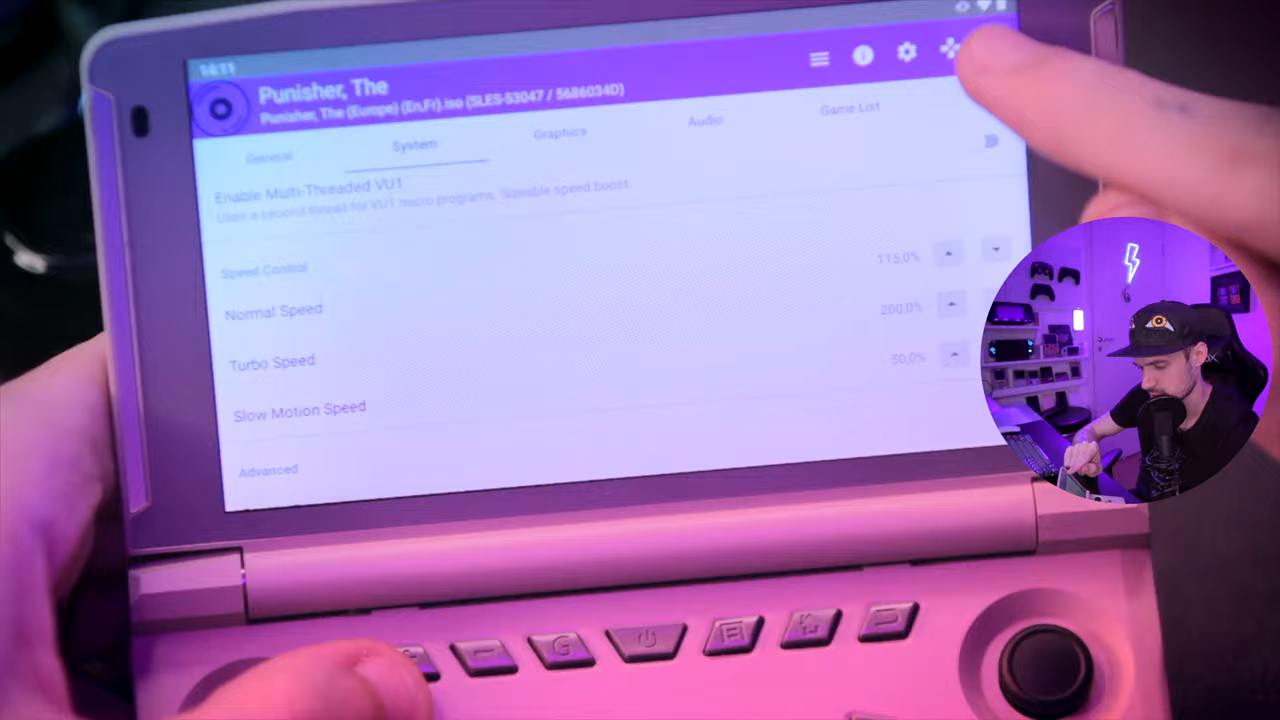 14:11
Punisher, The
Punisher, The (Europe) (En,Fr).iso (SLES-53047 / 5686034D)
General
System
Graphics
Audio
Game List
Enable Multi-Threaded VU1
Uses a second thread for VU1 micro programs. Sizeable speed boost.
Speed Control
Normal Speed
115,0%
Turbo Speed
200,0%
Slow Motion Speed
50,0%
Advanced
G